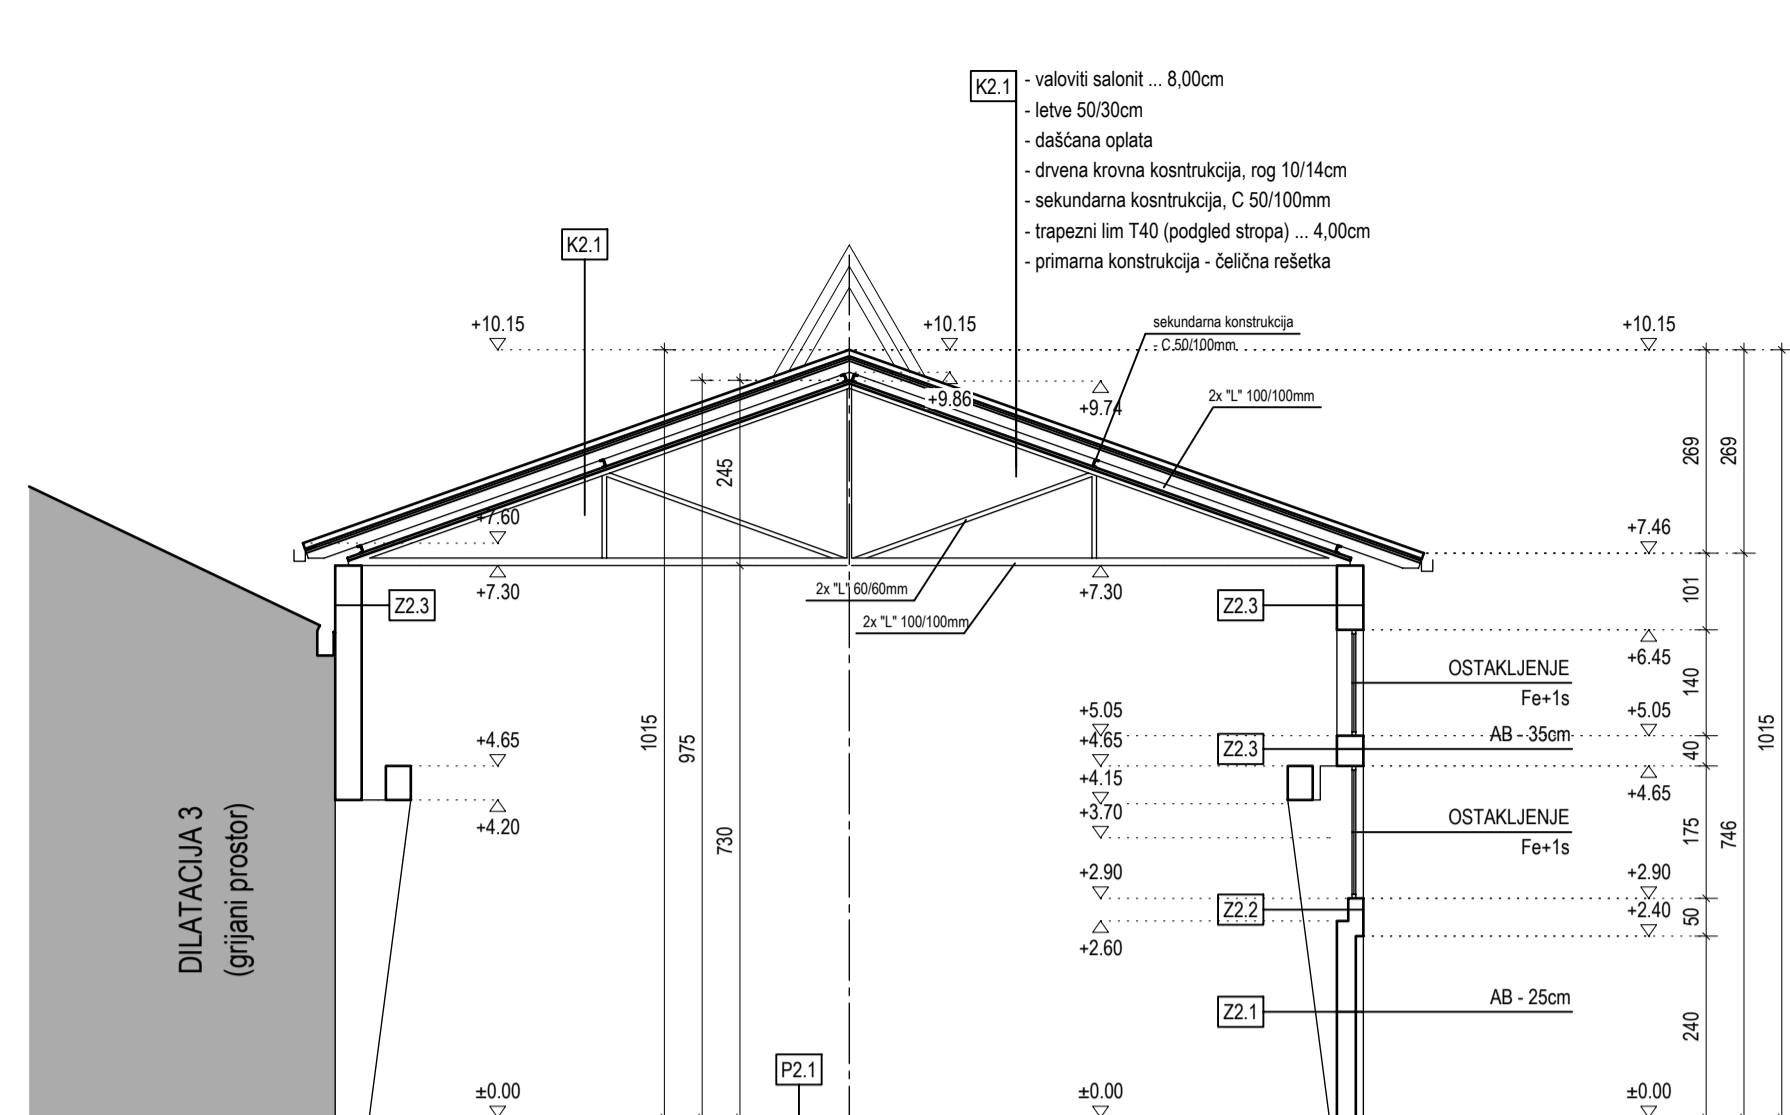 K2.1
- valoviti salonit ... 8,00cm
- letve 50/30cm
- dašćana oplata
- drvena krovna kosntrukcija, rog 10/14cm
- sekundarna kosntrukcija, C 50/100mm
- trapezni lim T40 (podgled stropa) ... 4,00cm
- primarna konstrukcija - čelična rešetka
K2.1
+10.15
+10.15
sekundarna konstrukcija
- C 50/100mm
+10.15
+9.86
+9.74
2x "L" 100/100mm
245
269
269
+7.60
+7.46
+7.30
+7.30
2x "L" 60/60mm
2x "L" 100/100mm
Z2.3
Z2.3
101
+6.45
OSTAKLJENJE
Fe+1s
140
1015
975
+5.05
+5.05
AB - 35cm
+4.65
+4.65
Z2.3
40
1015
+4.15
+4.65
+3.70
+4.20
OSTAKLJENJE
Fe+1s
175
746
730
DILATACIJA 3
(grijani prostor)
+2.90
+2.90
Z2.2
+2.40
50
+2.60
AB - 25cm
Z2.1
240
P2.1
±0.00
±0.00
±0.00